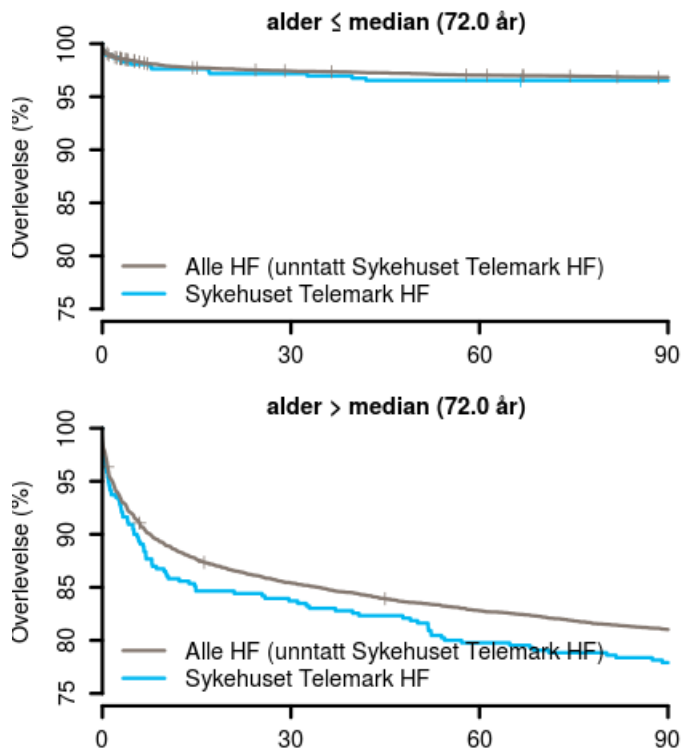 alder ≤ median (72.0 år)
Overlevelse (%)
100
95
90
85
80
75
Alle HF (unntatt Sykehuset Telemark HF)
Sykehuset Telemark HF
0 30 60 90
alder > median (72.0 år)
Overlevelse (%)
100
95
90
85
80
75
Alle HF (unntatt Sykehuset Telemark HF)
Sykehuset Telemark HF
0 30 60 90